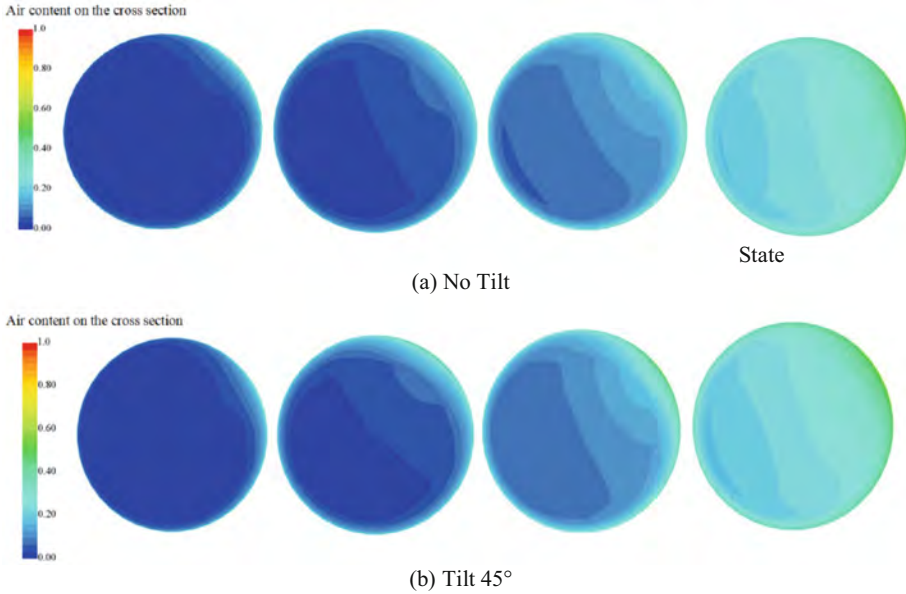 Air content on the cross section
1.0
0.80
0.60
0.40
0.20
0.00
State
(a) No Tilt
Air content on the cross section
1.0
0.80
0.60
0.40
0.20
0.00
(b) Tilt 45°